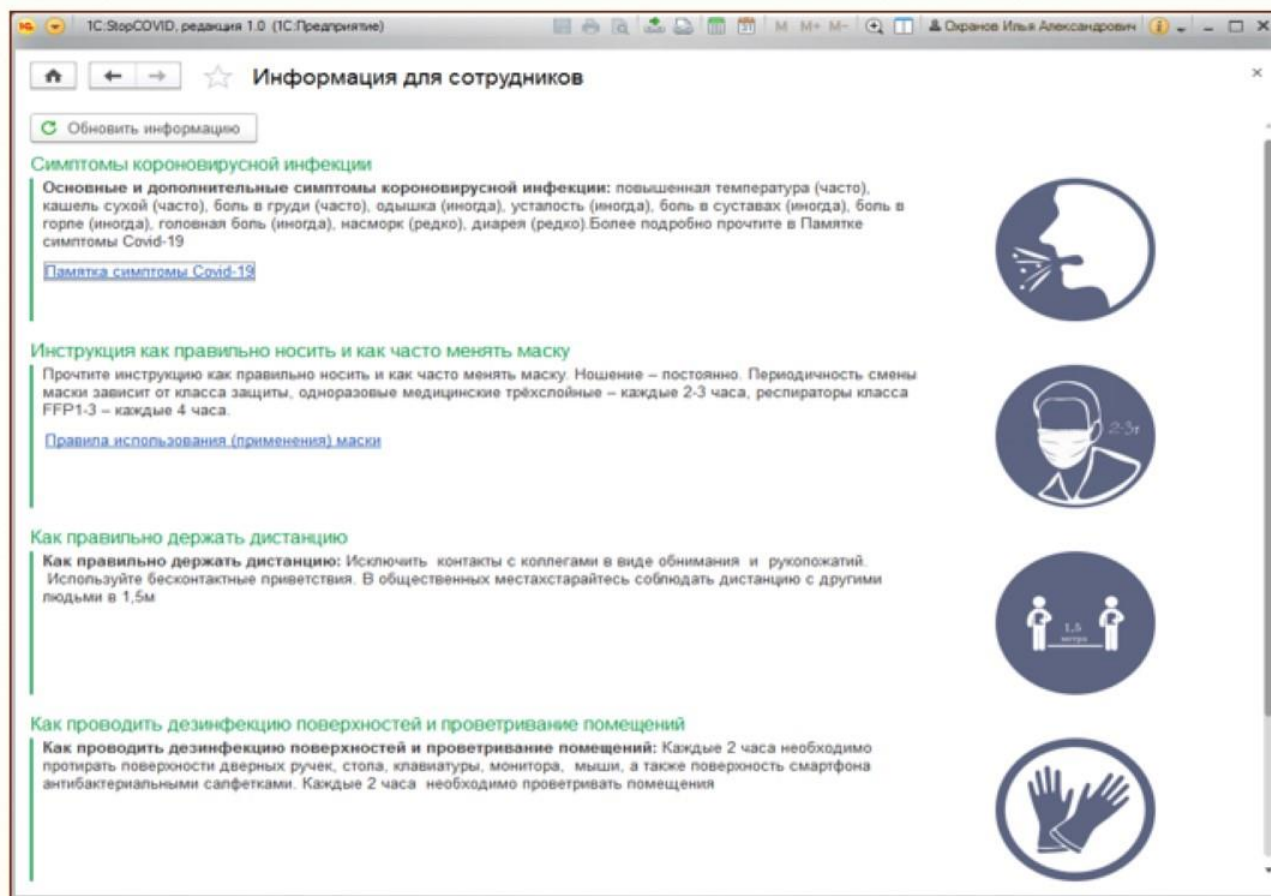 1С:StopCOVID, редакция 1.0 (1С:Предприятие)
31 M M+ M- Охранов Илья Александрович
Информация для сотрудников
Обновить информацию
Симптомы короновирусной инфекции
Основные и дополнительные симптомы короновирусной инфекции: повышенная температура (часто),
кашель сухой (часто), боль в груди (часто), одышка (иногда), усталость (иногда), боль в суставах (иногда), боль в
горле (иногда), головная боль (иногда), насморк (редко), диарея (редко).Более подробно прочтите в Памятке
симптомы Covid-19
Памятка симптомы Covid-19
Инструкция как правильно носить и как часто менять маску
Прочтите инструкцию как правильно носить и как часто менять маску. Ношение – постоянно. Периодичность смены
маски зависит от класса защиты, одноразовые медицинские трёхслойные – каждые 2-3 часа, респираторы класса
FFP1-3 – каждые 4 часа.
2-3ч
Правила использования (применения) маски
Как правильно держать дистанцию
Как правильно держать дистанцию: Исключить контакты с коллегами в виде обнимания и рукопожатий.
Используйте бесконтактные приветствия. В общественных местахстарайтесь соблюдать дистанцию с другими
людьми в 1,5м
1,5
метра
Как проводить дезинфекцию поверхностей и проветривание помещений
Как проводить дезинфекцию поверхностей и проветривание помещений: Каждые 2 часа необходимо
протирать поверхности дверных ручек, стола, клавиатуры, монитора, мыши, а также поверхность смартфона
антибактериальными салфетками. Каждые 2 часа необходимо проветривать помещения